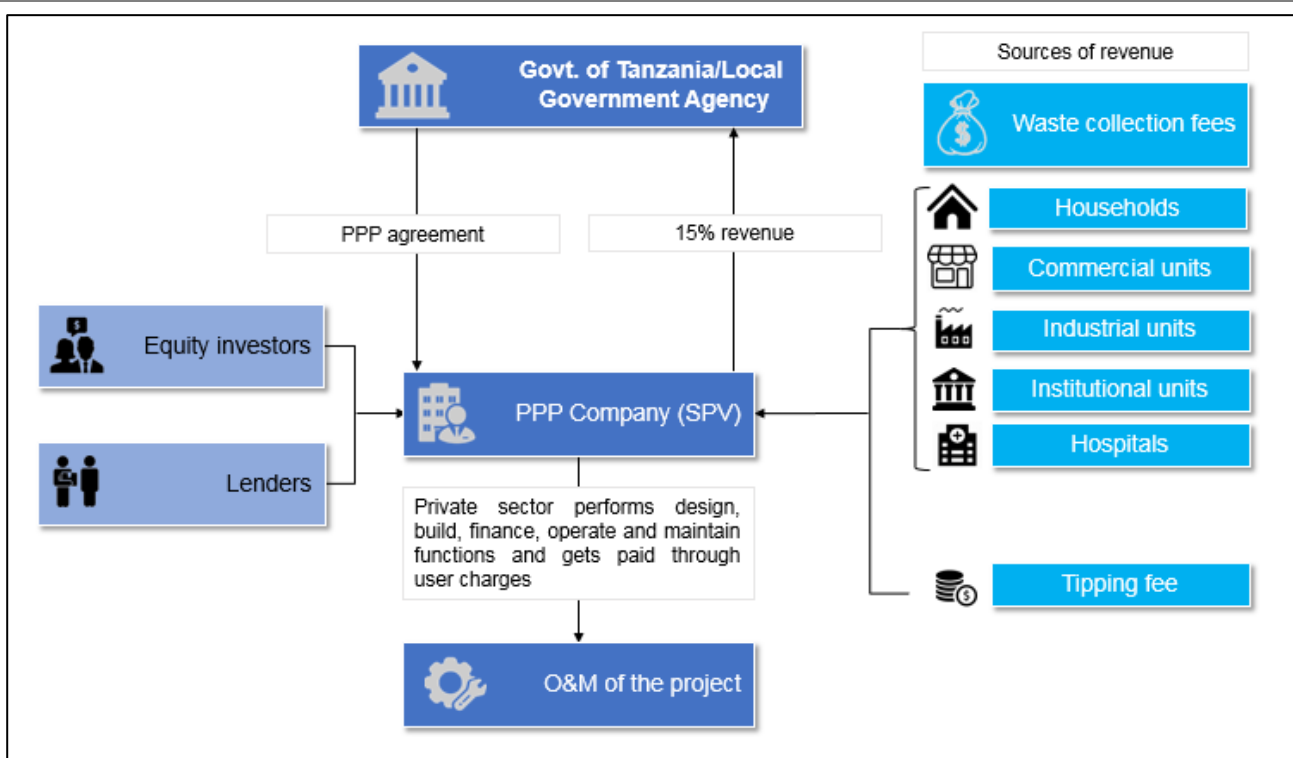 Govt. of Tanzania/Local
Government Agency
Sources of revenue
Waste collection fees
PPP agreement
15% revenue
Households
Commercial units
Industrial units
Institutional units
Hospitals
Equity investors
Lenders
PPP Company (SPV)
Private sector performs design,
build, finance, operate and maintain
functions and gets paid through
user charges
Tipping fee
O&M of the project